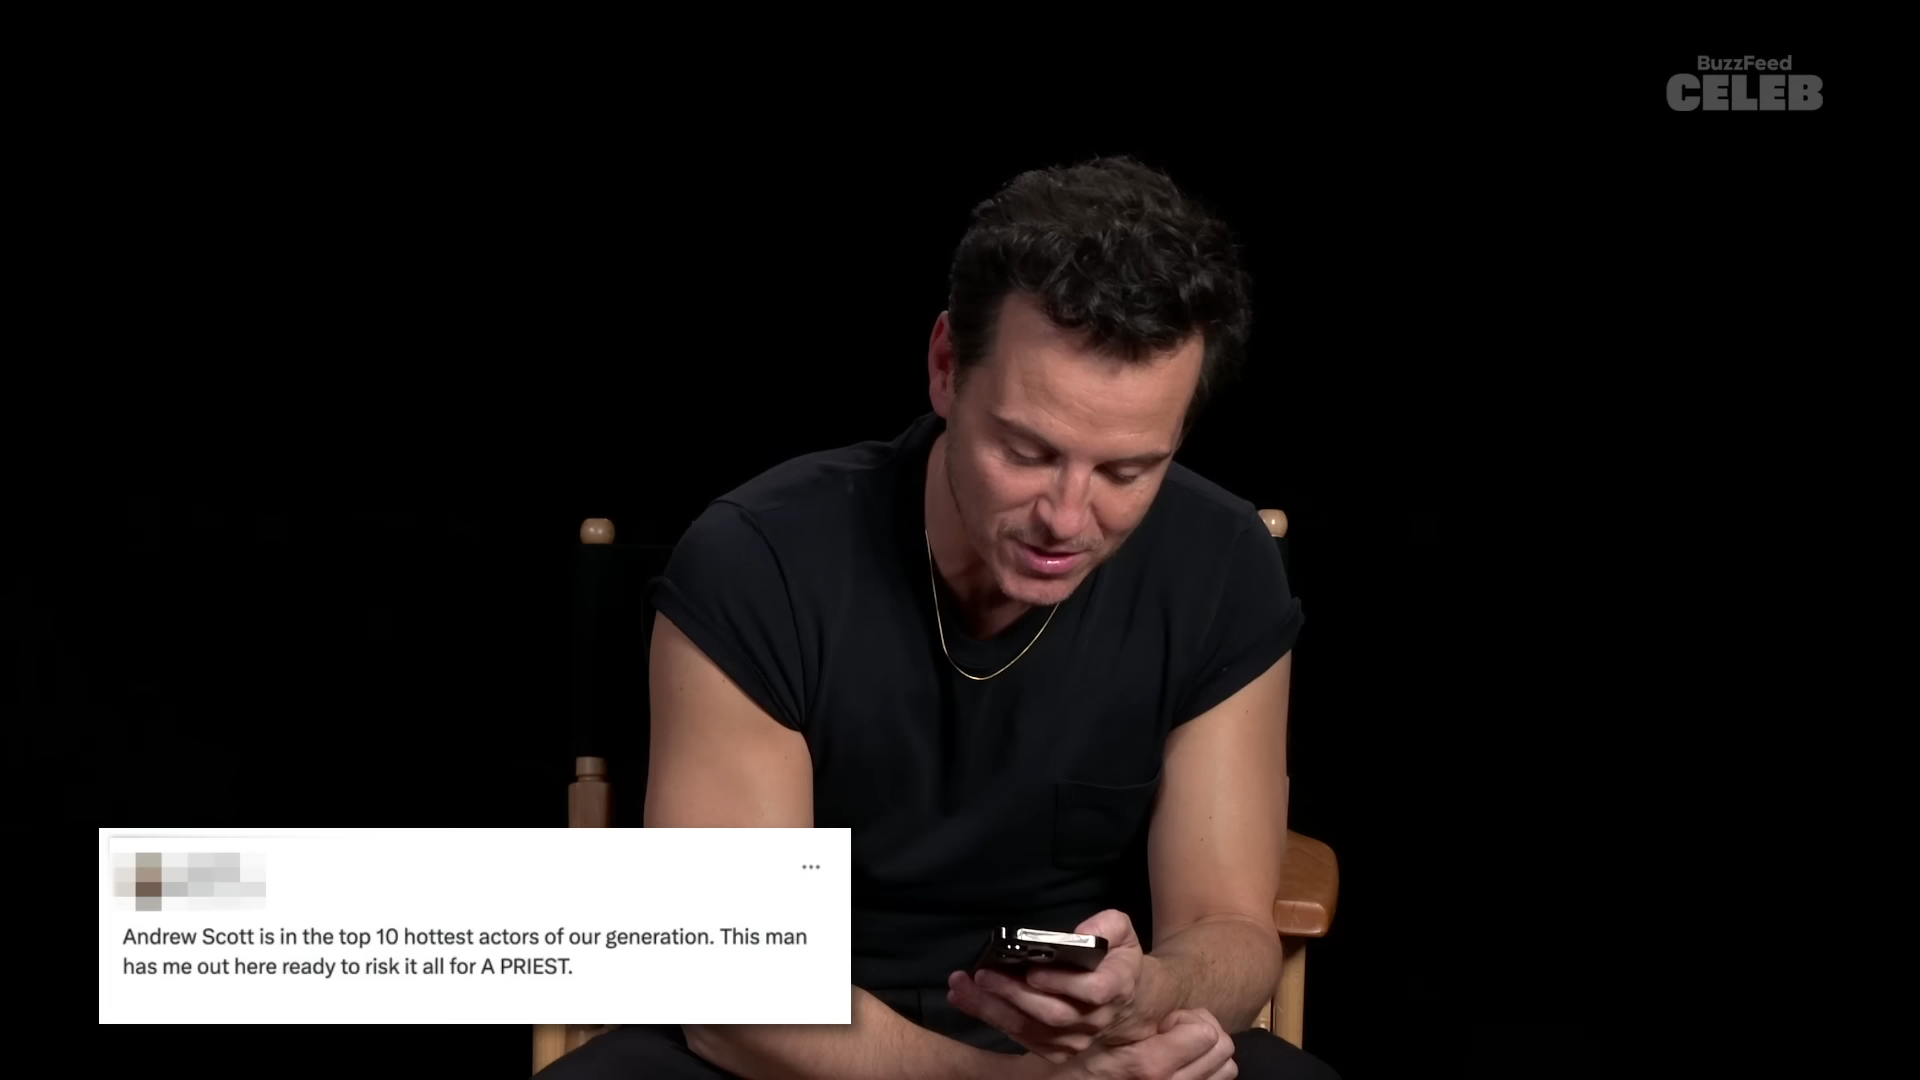 BuzzFeed
CELEB
Andrew Scott is in the top 10 hottest actors of our generation. This man
has me out here ready to risk it all for A PRIEST.